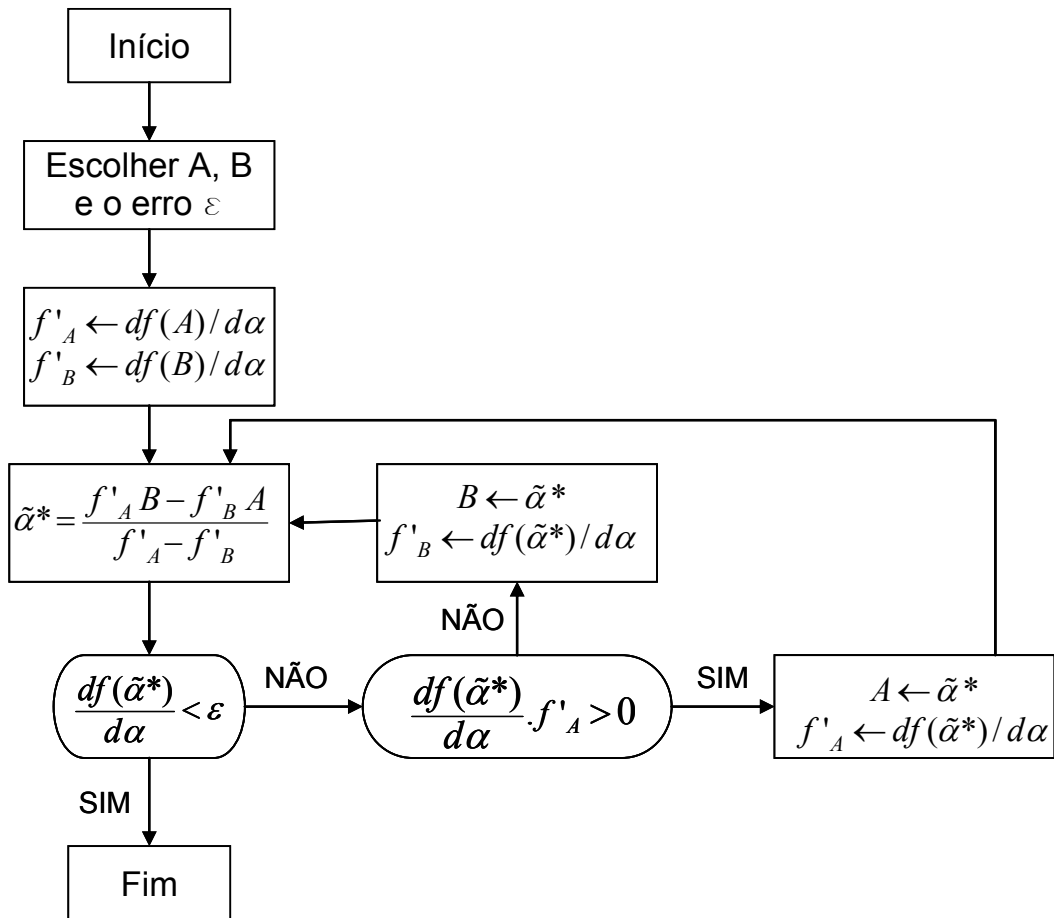 Início
Escolher A, B
e o erro ε
f'_A ← df(A)/dα
f'_B ← df(B)/dα
α̃* = (f'_A B − f'_B A) / (f'_A − f'_B)
B ← α̃*
f'_B ← df(α̃*)/dα
NÃO
df(α̃*)/dα < ε
NÃO
df(α̃*)/dα . f'_A > 0
SIM
A ← α̃*
f'_A ← df(α̃*)/dα
SIM
Fim